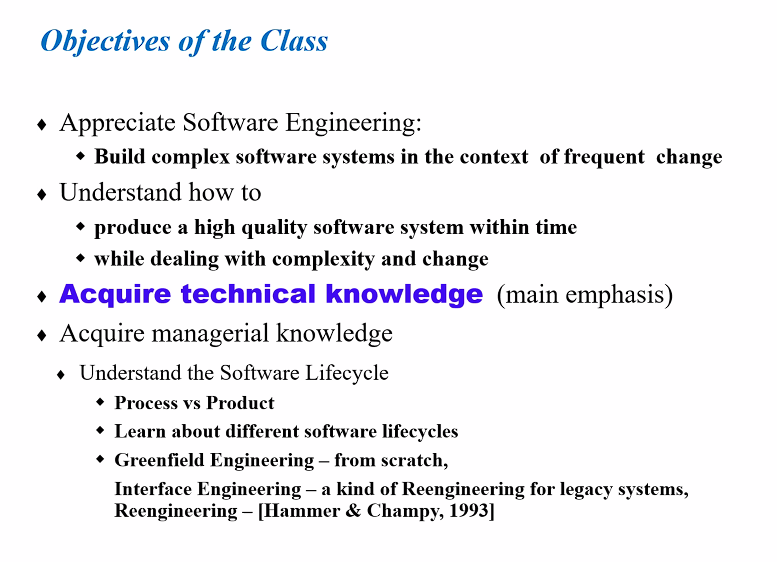 Objectives of the Class
♦ Appreciate Software Engineering:
◆ Build complex software systems in the context of frequent change
♦ Understand how to
◆ produce a high quality software system within time
◆ while dealing with complexity and change
♦ Acquire technical knowledge (main emphasis)
♦ Acquire managerial knowledge
♦ Understand the Software Lifecycle
◆ Process vs Product
◆ Learn about different software lifecycles
◆ Greenfield Engineering – from scratch,
Interface Engineering – a kind of Reengineering for legacy systems,
Reengineering – [Hammer & Champy, 1993]